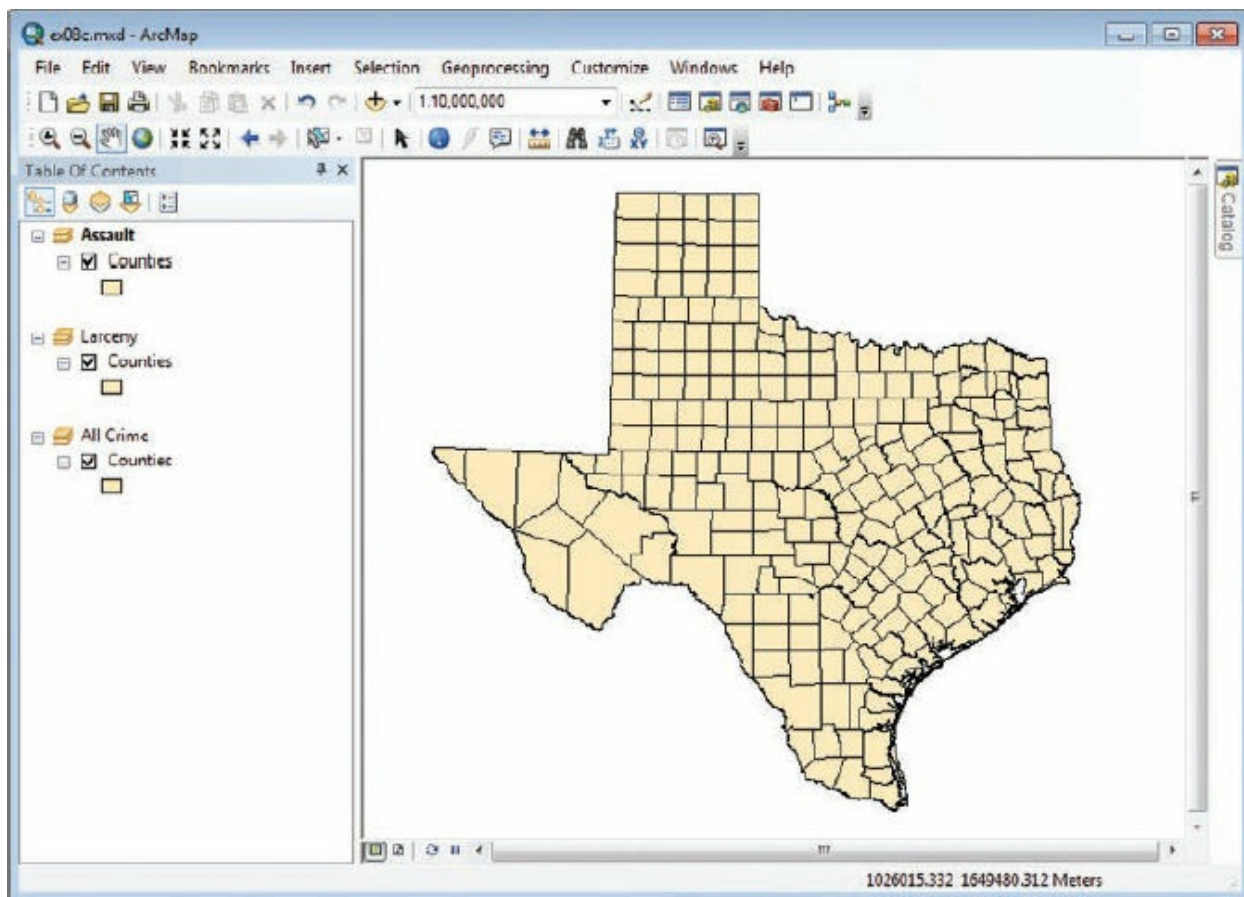 ex08c.mxd - ArcMap
File Edit View Bookmarks Insert Selection Geoprocessing Customize Windows Help
1:10,000,000
Table Of Contents
Assault
Counties
Larceny
Counties
All Crime
Counties
Catalog
1026015.332 1649480.312 Meters